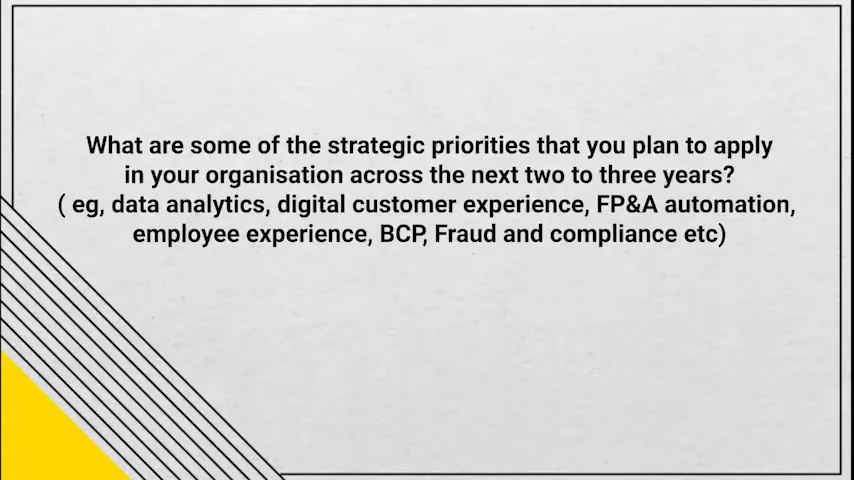 What are some of the strategic priorities that you plan to apply
in your organisation across the next two to three years?
( eg, data analytics, digital customer experience, FP&A automation,
employee experience, BCP, Fraud and compliance etc)